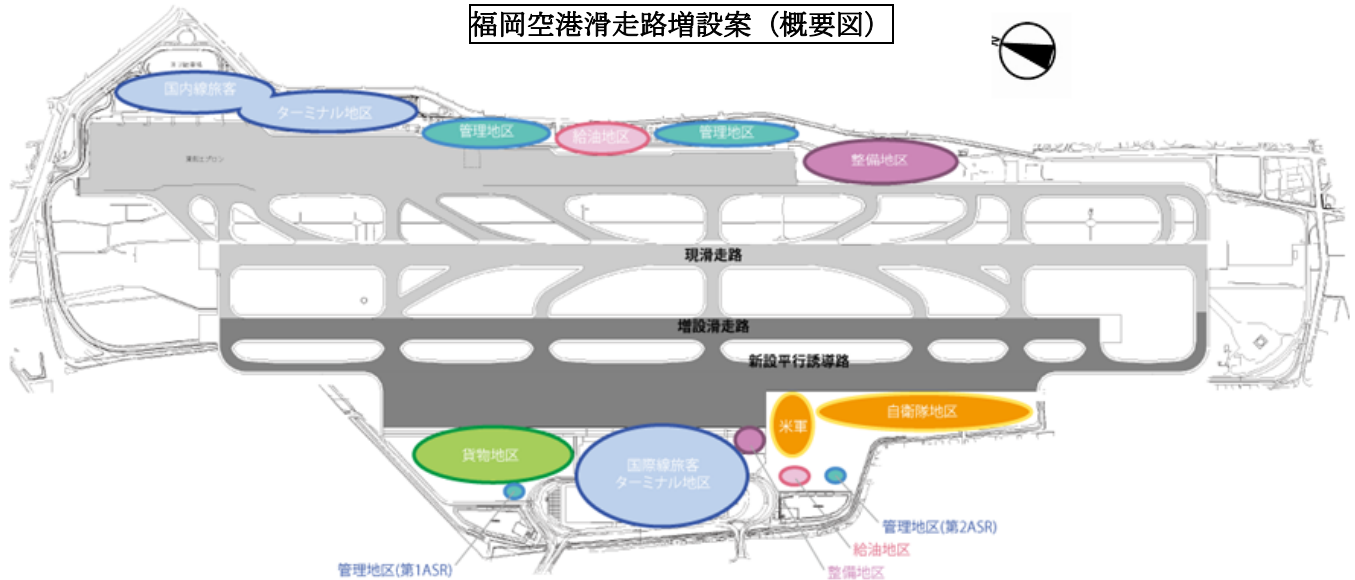 福岡空港滑走路増設案（概要図）
N
国内線旅客
ターミナル地区
管理地区
給油地区
管理地区
整備地区
現滑走路
増設滑走路
新設平行誘導路
米軍
自衛隊地区
貨物地区
国際線旅客
ターミナル地区
管理地区(第2ASR)
給油地区
管理地区(第1ASR)
整備地区